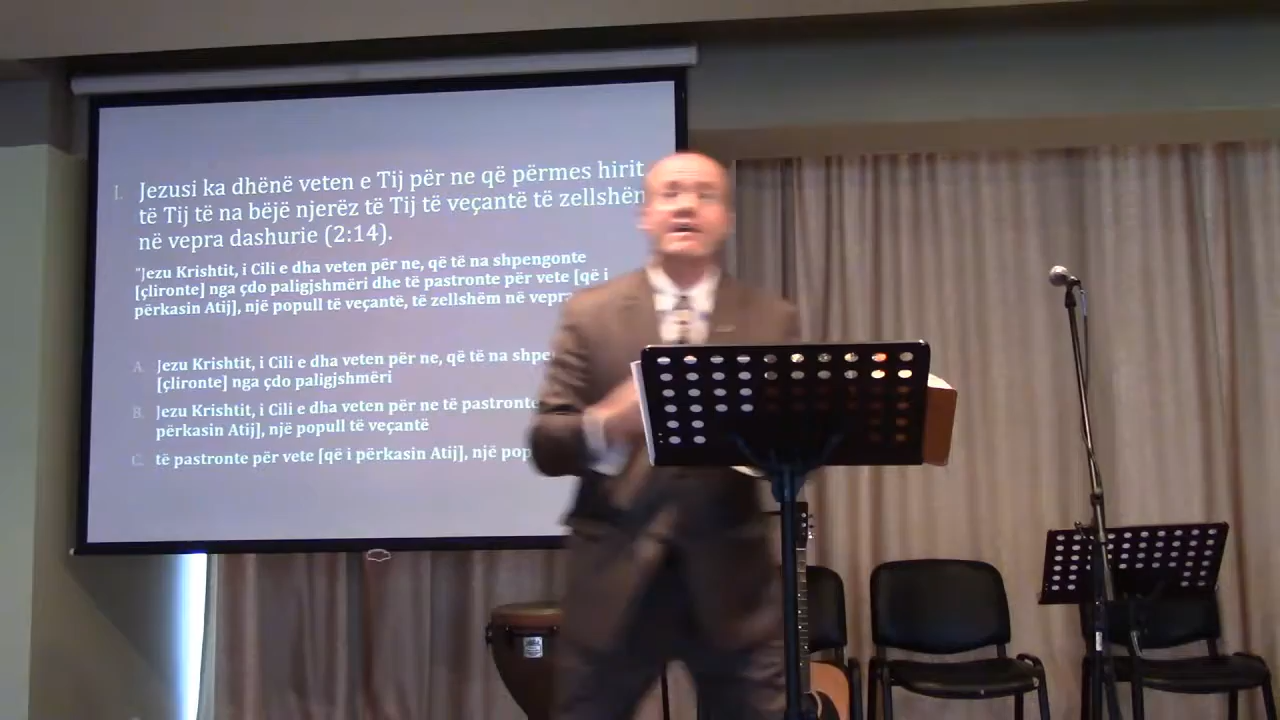 I. Jezusi ka dhënë veten e Tij për ne që përmes hirit
të Tij të na bëjë njerëz të Tij të veçantë të zellshën
në vepra dashurie (2:14).
"Jezu Krishtit, i Cili e dha veten për ne, që të na shpengonte
[çlironte] nga çdo paligjshmëri dhe të pastronte për vete [që i
përkasin Atij], një popull të veçantë, të zellshëm në vepra
A. Jezu Krishtit, i Cili e dha veten për ne, që të na shpe
[çlironte] nga çdo paligjshmëri
B. Jezu Krishtit, i Cili e dha veten për ne të pastronte
përkasin Atij], një popull të veçantë
C. të pastronte për vete [që i përkasin Atij], një pop